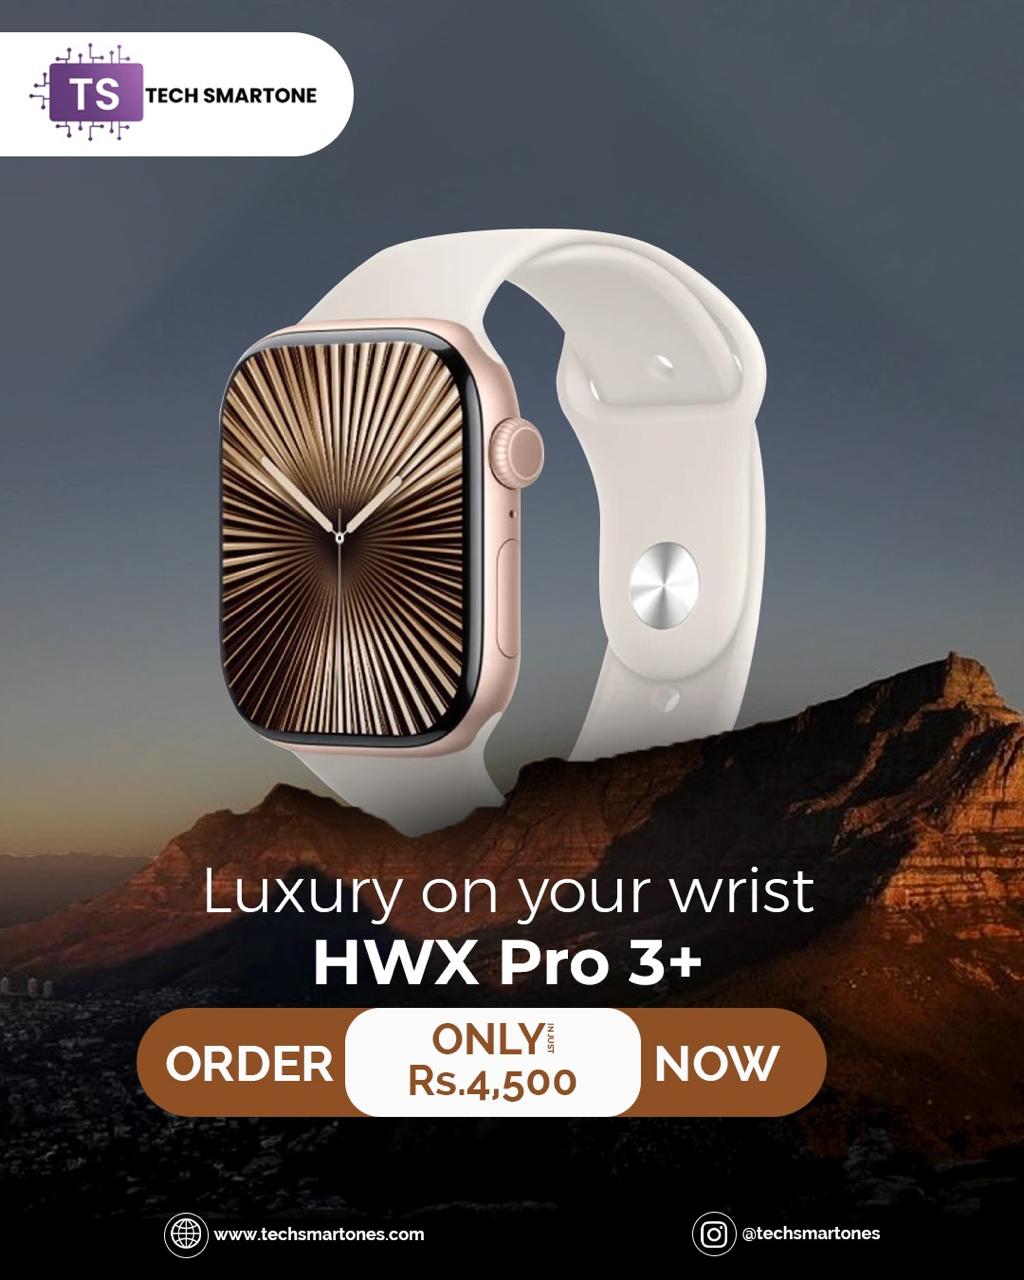 TS
TECH SMARTONE
Luxury on your wrist
HWX Pro 3+
ORDER
ONLY
IN JUST
Rs.4,500
NOW
www.techsmartones.com
@techsmartones